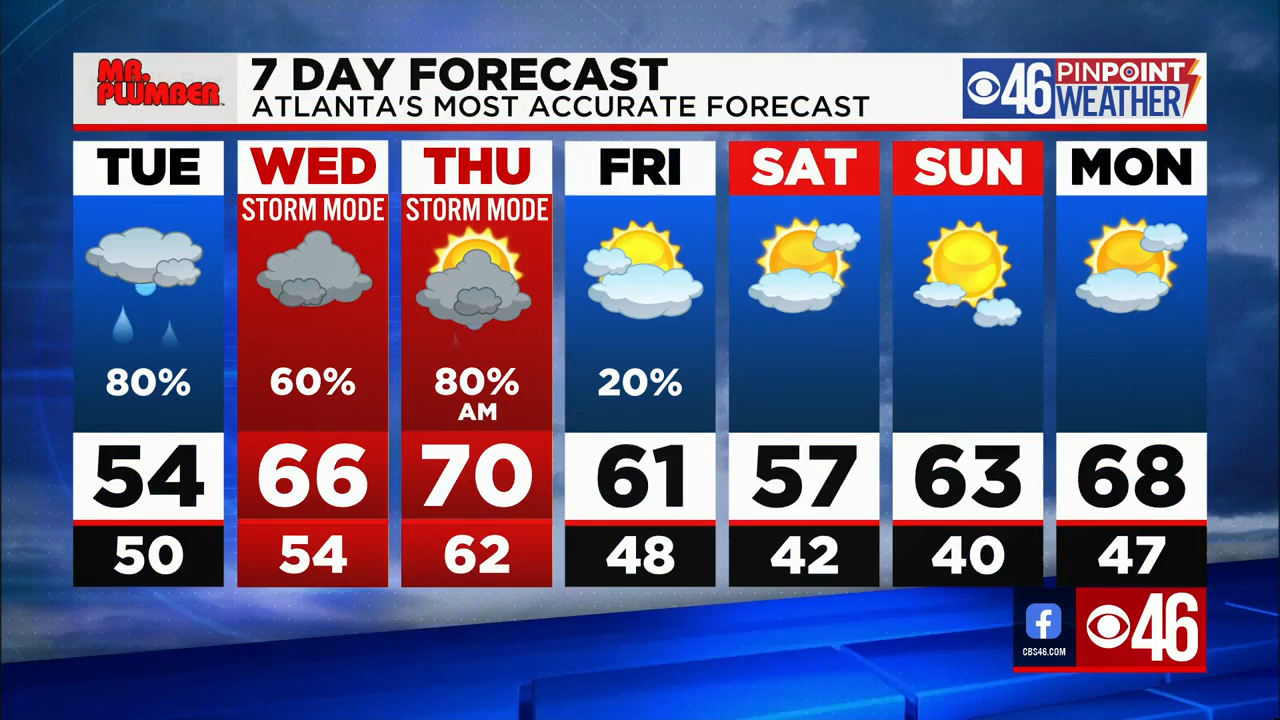 MR.
PLUMBER
7 DAY FORECAST
ATLANTA'S MOST ACCURATE FORECAST
46
PINPOINT
WEATHER
TUE WED THU FRI SAT SUN MON
STORM MODE STORM MODE
80% 60% 80% 20%
AM
54 66 70 61 57 63 68
50 54 62 48 42 40 47
f
CBS46.COM
46